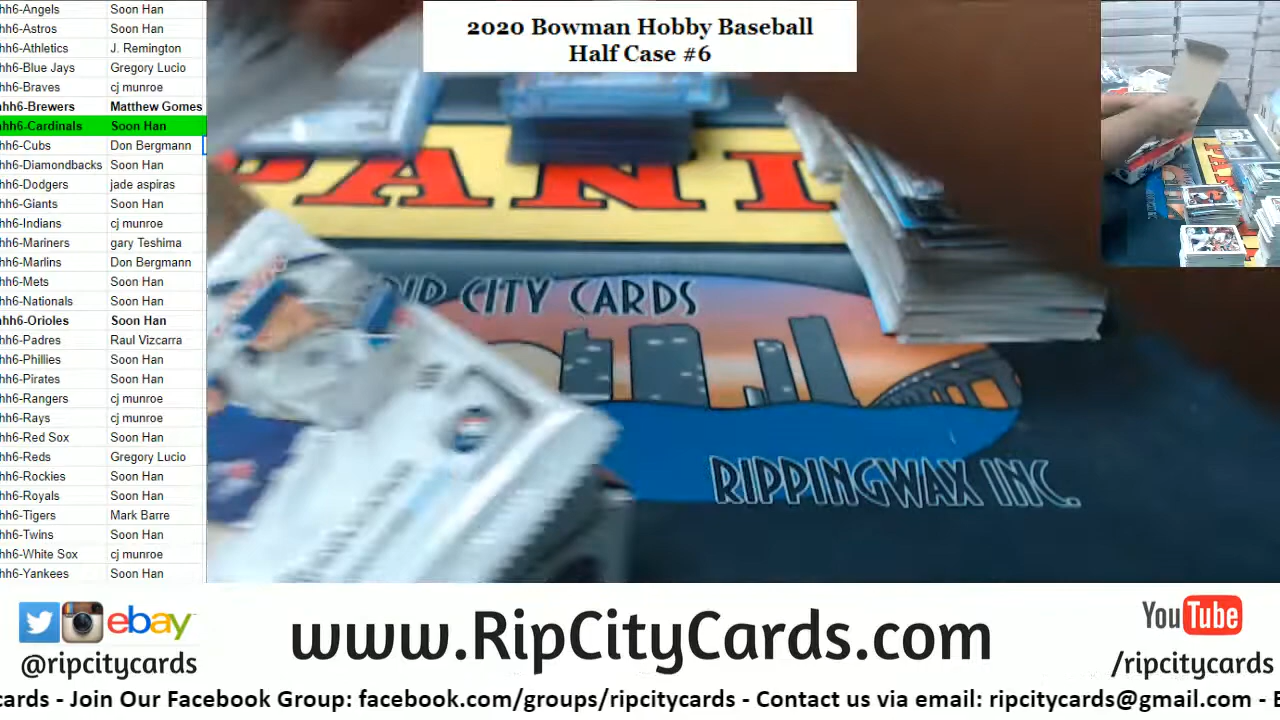 2020 Bowman Hobby Baseball
Half Case #6
hh6-Angels Soon Han
hh6-Astros Soon Han
hh6-Athletics J. Remington
hh6-Blue Jays Gregory Lucio
hh6-Braves cj munroe
hh6-Brewers Matthew Gomes
hh6-Cardinals Soon Han
hh6-Cubs Don Bergmann
hh6-Diamondbacks Soon Han
hh6-Dodgers jade aspiras
hh6-Giants Soon Han
hh6-Indians cj munroe
hh6-Mariners gary Teshima
hh6-Marlins Don Bergmann
hh6-Mets Soon Han
hh6-Nationals Soon Han
hh6-Orioles Soon Han
hh6-Padres Raul Vizcarra
hh6-Phillies Soon Han
hh6-Pirates Soon Han
hh6-Rangers cj munroe
hh6-Rays cj munroe
hh6-Red Sox Soon Han
hh6-Reds Gregory Lucio
hh6-Rockies Soon Han
hh6-Royals Soon Han
hh6-Tigers Mark Barre
hh6-Twins Soon Han
hh6-White Sox cj munroe
hh6-Yankees Soon Han
PANINI
RIP CITY CARDS
RIPPINGWAX INC.
ebay
@ripcitycards
www.RipCityCards.com
YouTube
/ripcitycards
cards - Join Our Facebook Group: facebook.com/groups/ripcitycards - Contact us via email: ripcitycards@gmail.com -